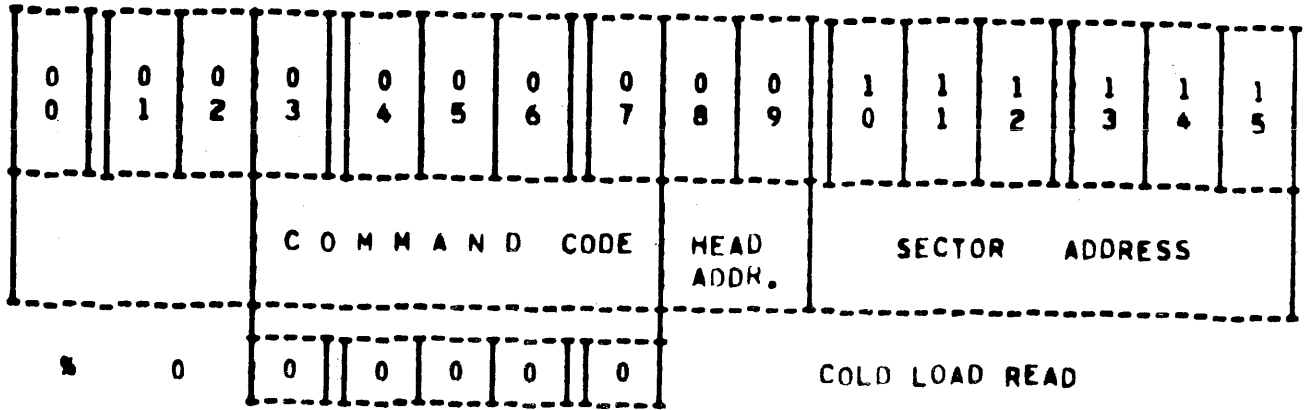 0 0 0 0 0 0 0 0 0 0 1 1 1 1 1 1
0 1 2 3 4 5 6 7 8 9 0 1 2 3 4 5
COMMAND CODE HEAD SECTOR ADDRESS
ADDR.
% 0 0 0 0 0 0 COLD LOAD READ